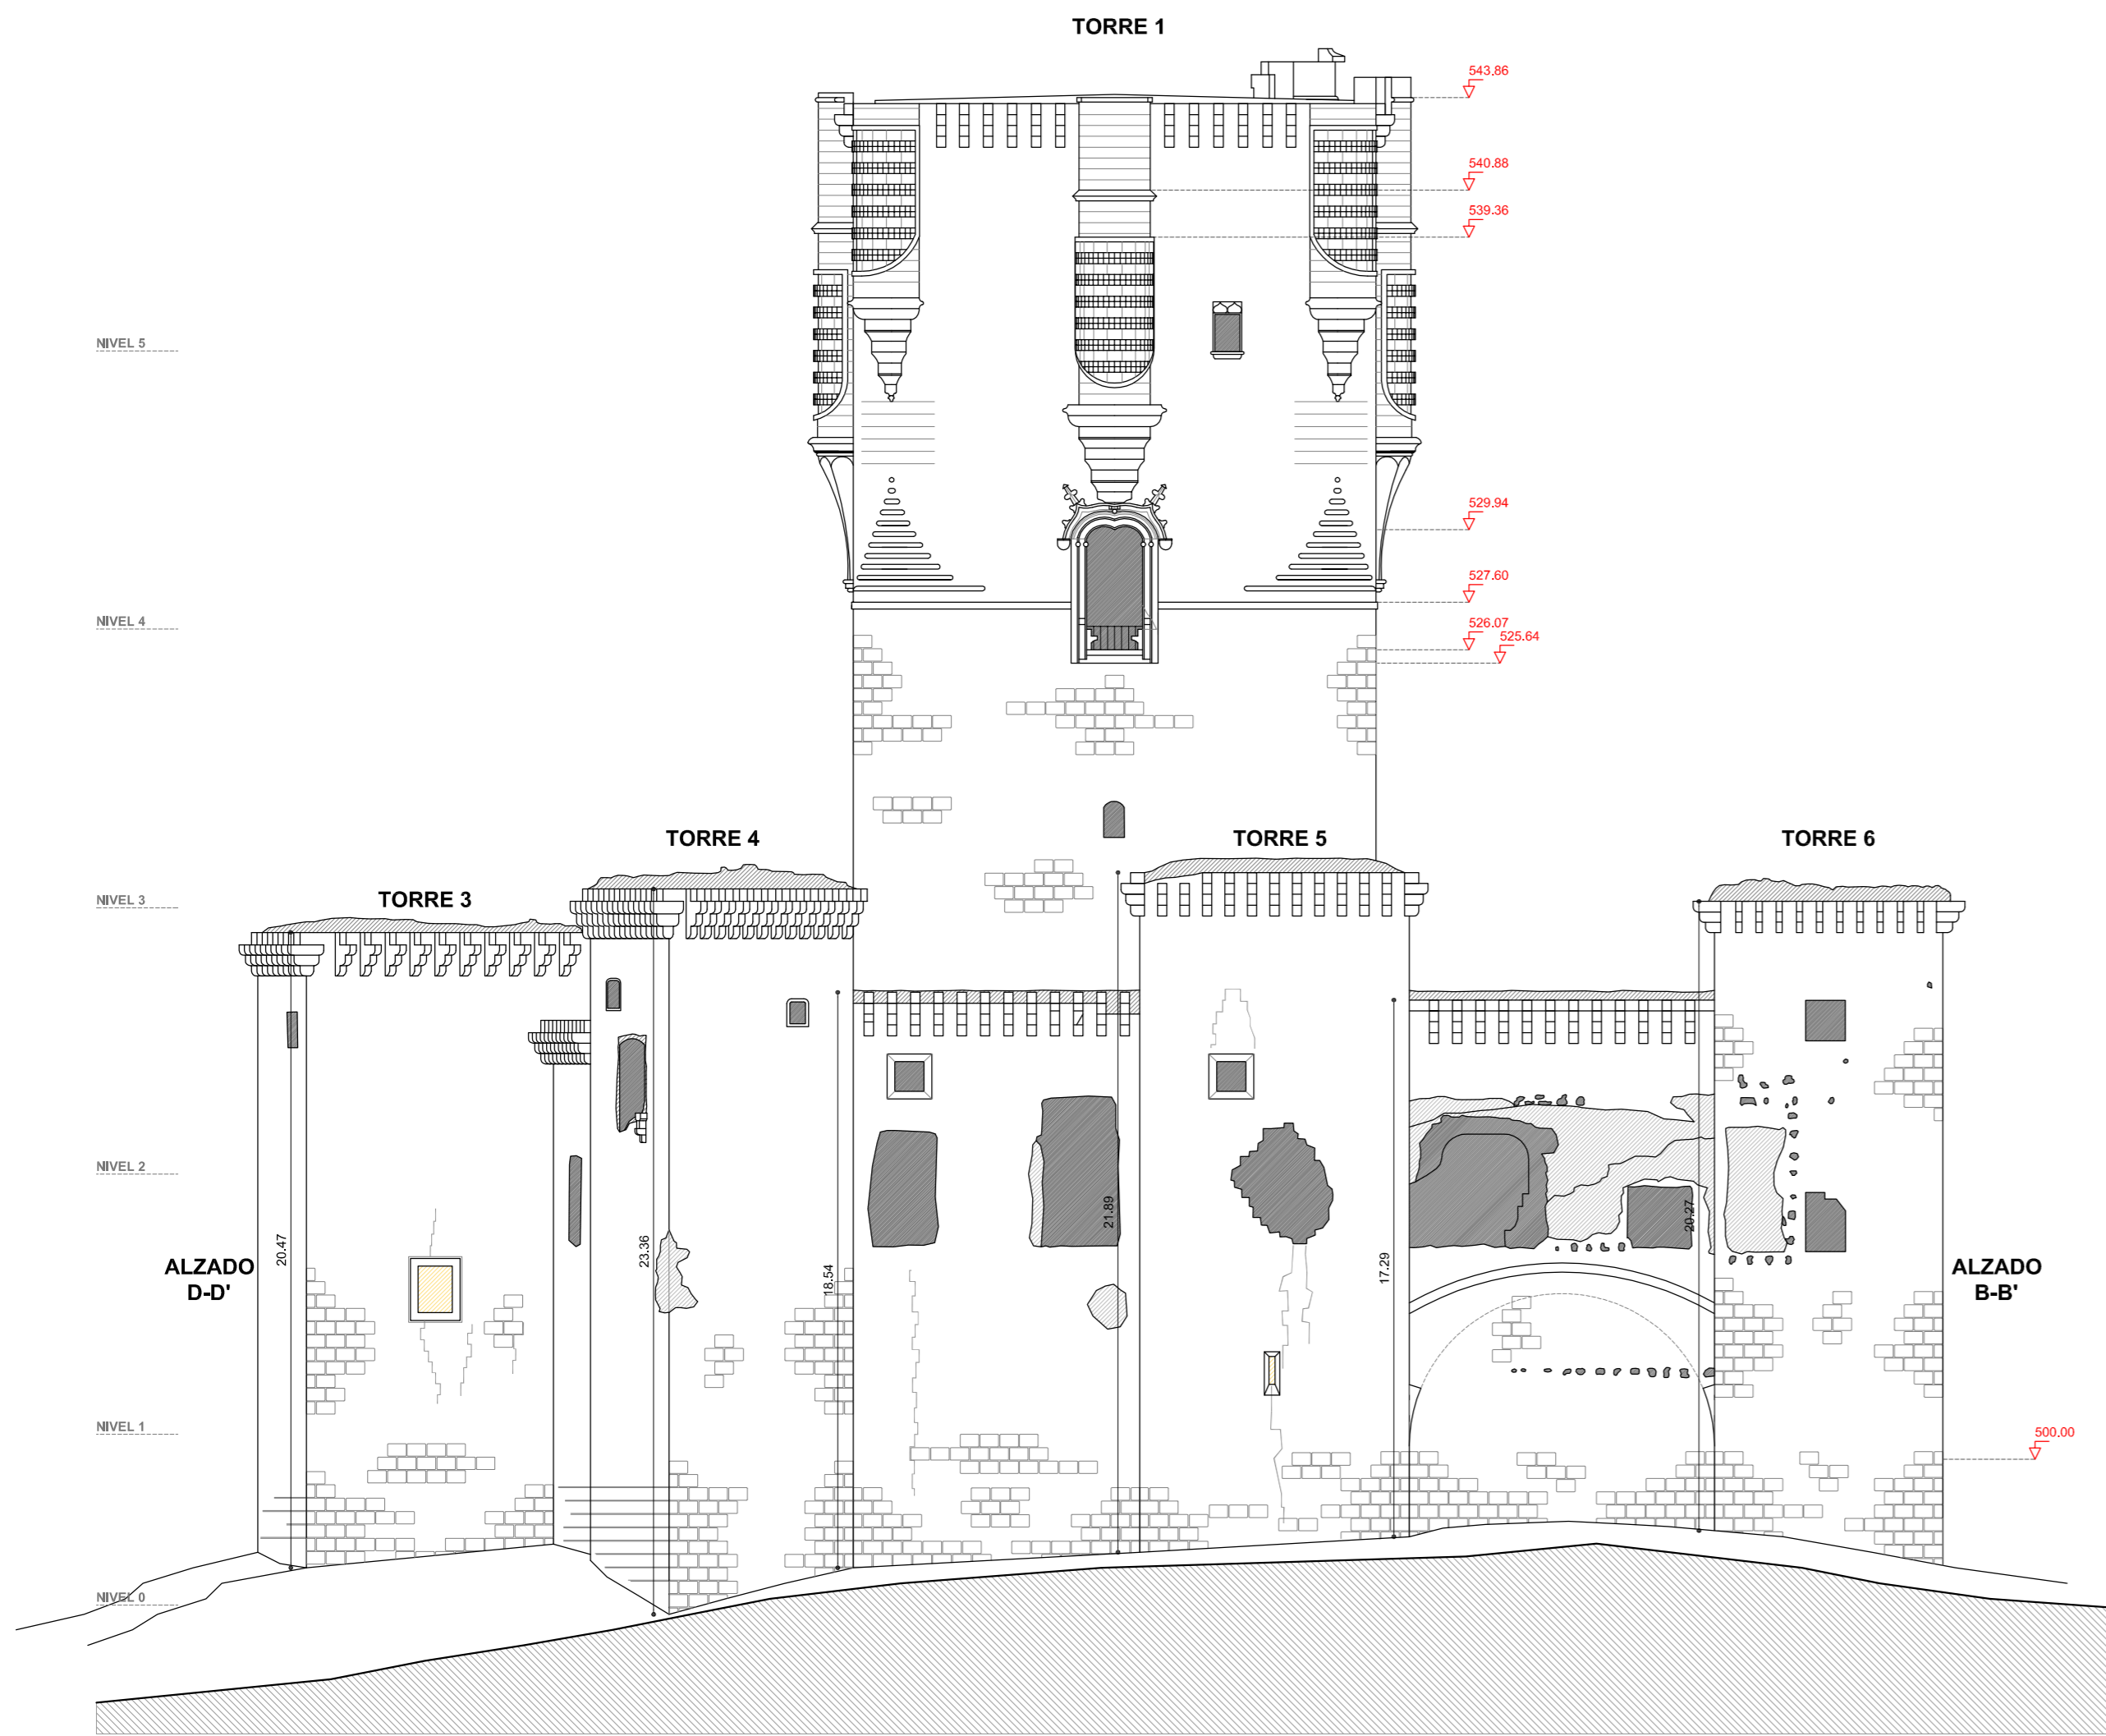 TORRE 1
543.86
540.88
539.36
NIVEL 5
529.94
527.60
NIVEL 4
526.07
525.64
TORRE 4
TORRE 5
TORRE 6
TORRE 3
NIVEL 3
NIVEL 2
21.89
20.27
20.47
23.36
18.54
17.29
ALZADO
D-D'
ALZADO
B-B'
NIVEL 1
500.00
NIVEL 0